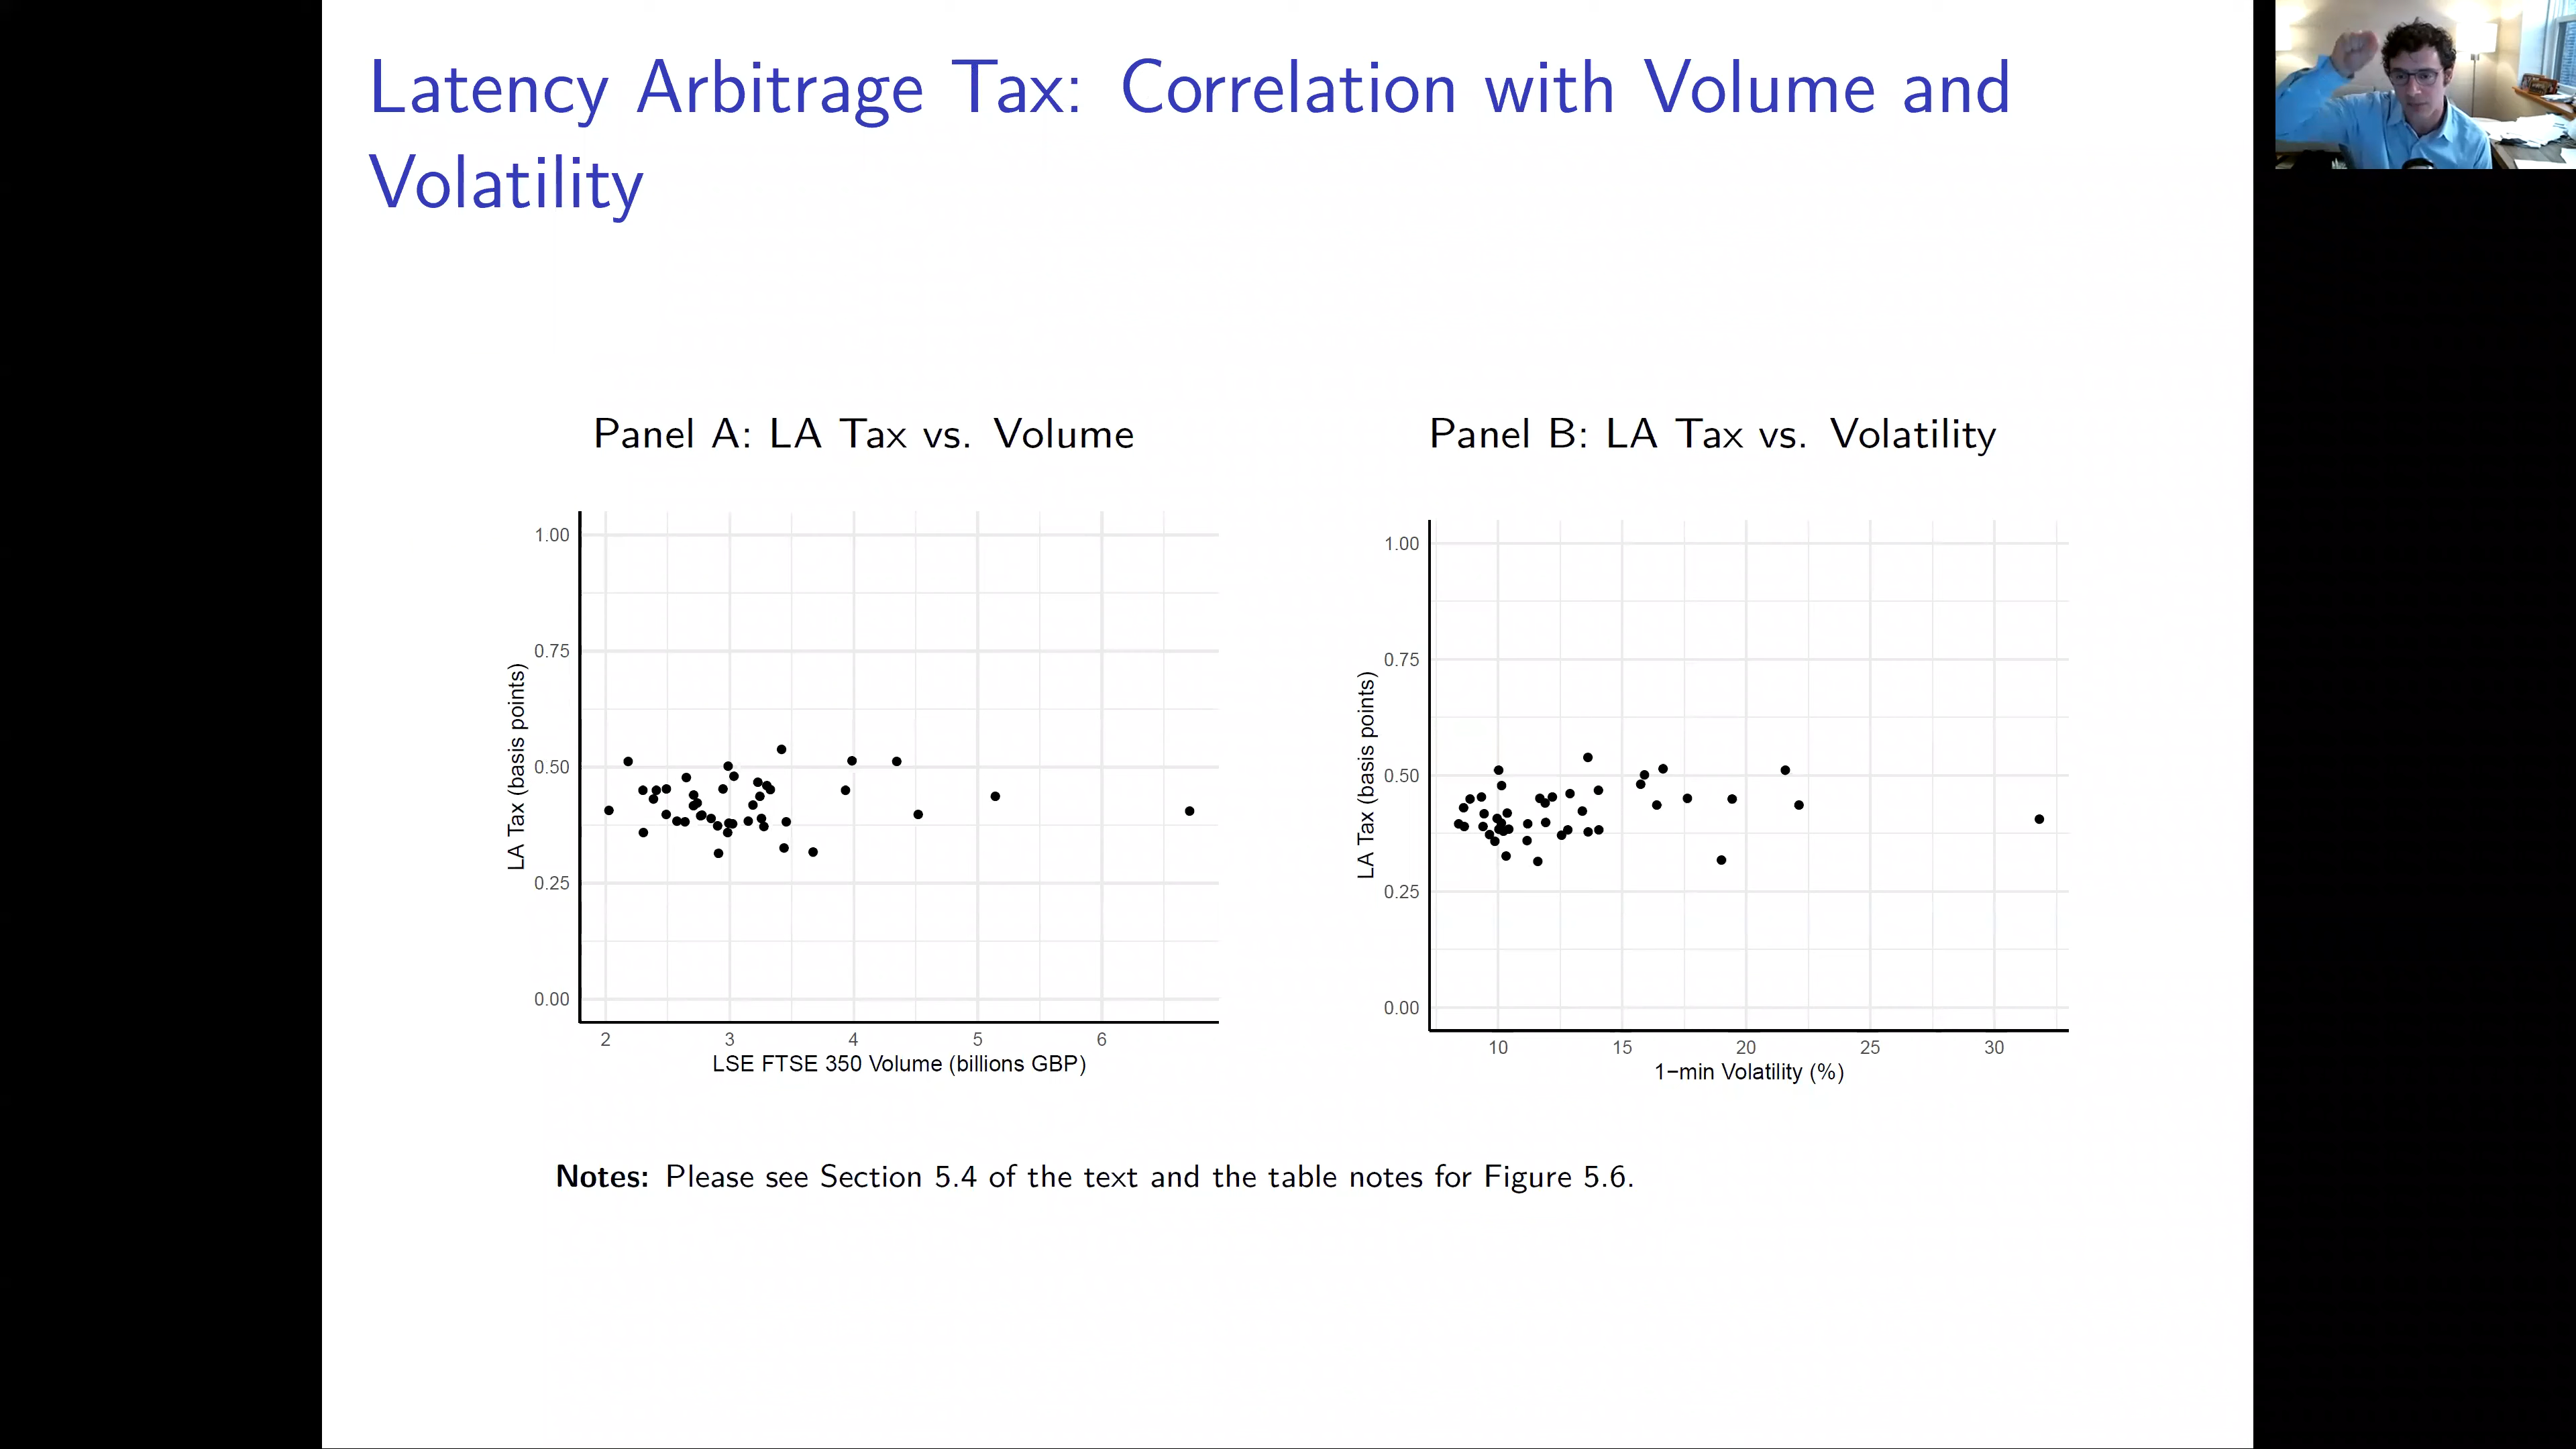 Latency Arbitrage Tax: Correlation with Volume and
Volatility
Panel A: LA Tax vs. Volume
1.00
0.75
0.50
0.25
0.00
LA Tax (basis points)
2 3 4 5 6
LSE FTSE 350 Volume (billions GBP)
Panel B: LA Tax vs. Volatility
1.00
0.75
0.50
0.25
0.00
LA Tax (basis points)
10 15 20 25 30
1−min Volatility (%)
Notes: Please see Section 5.4 of the text and the table notes for Figure 5.6.